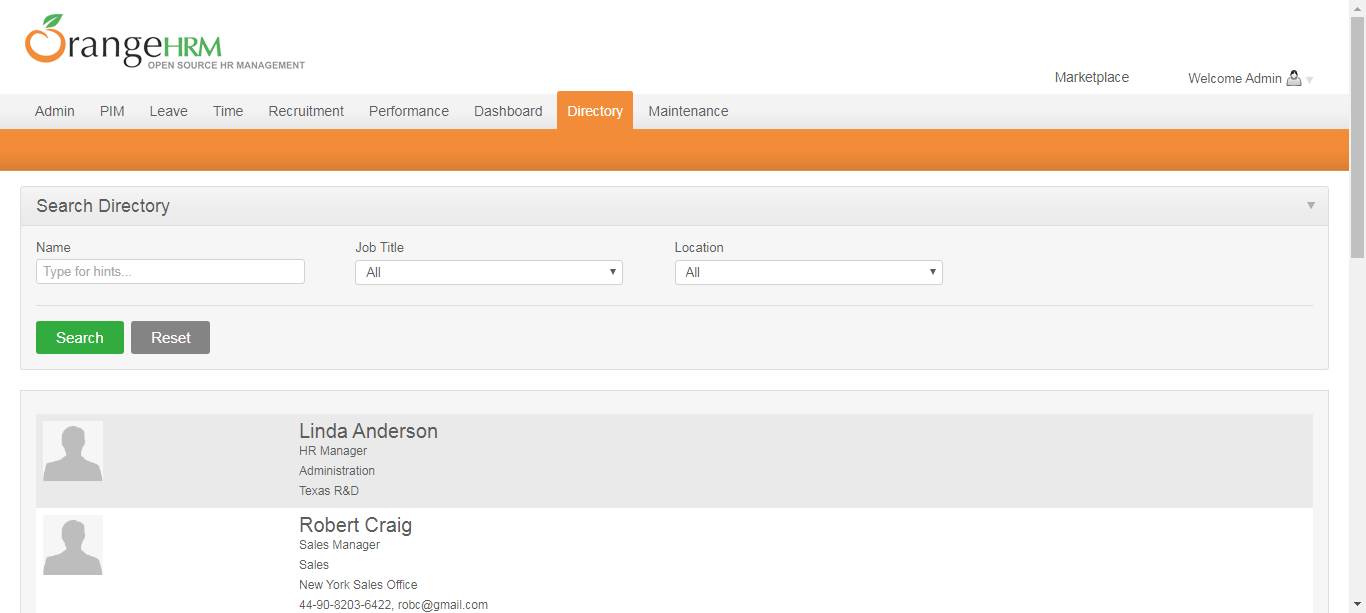 OrangeHRM
OPEN SOURCE HR MANAGEMENT
Marketplace
Welcome Admin
Admin PIM Leave Time Recruitment Performance Dashboard Directory Maintenance
Search Directory
Name Job Title Location
Type for hints... All All
Search Reset
Linda Anderson
HR Manager
Administration
Texas R&D
Robert Craig
Sales Manager
Sales
New York Sales Office
44-90-8203-6422, robc@gmail.com